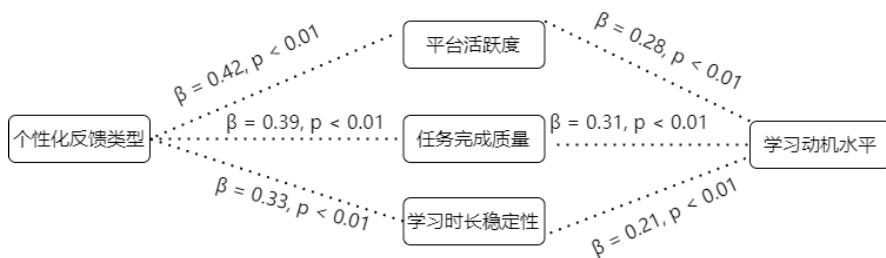 平台活跃度
β = 0.42, p < 0.01
β = 0.28, p < 0.01
个性化反馈类型
β = 0.39, p < 0.01
任务完成质量
β = 0.31, p < 0.01
学习动机水平
β = 0.33, p < 0.01
学习时长稳定性
β = 0.21, p < 0.01